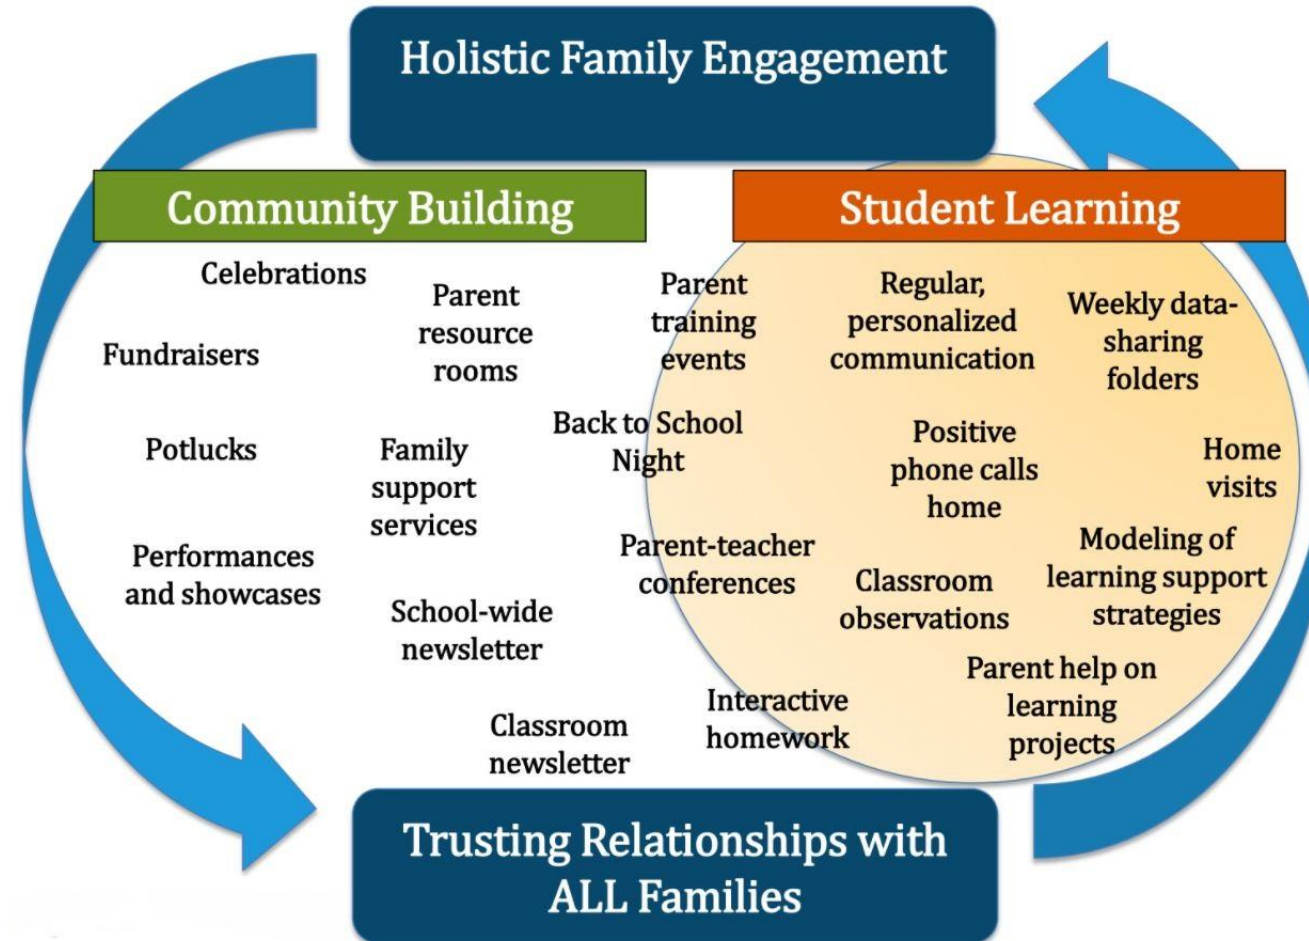 Holistic Family Engagement
Community Building
Student Learning
Celebrations
Parent
resource
rooms
Fundraisers
Potlucks
Family
support
services
Performances
and showcases
School-wide
newsletter
Classroom
newsletter
Parent
training
events
Back to School
Night
Parent-teacher
conferences
Interactive
homework
Regular,
personalized
communication
Weekly data-
sharing
folders
Positive
phone calls
home
Home
visits
Classroom
observations
Modeling of
learning support
strategies
Parent help on
learning
projects
Trusting Relationships with
ALL Families